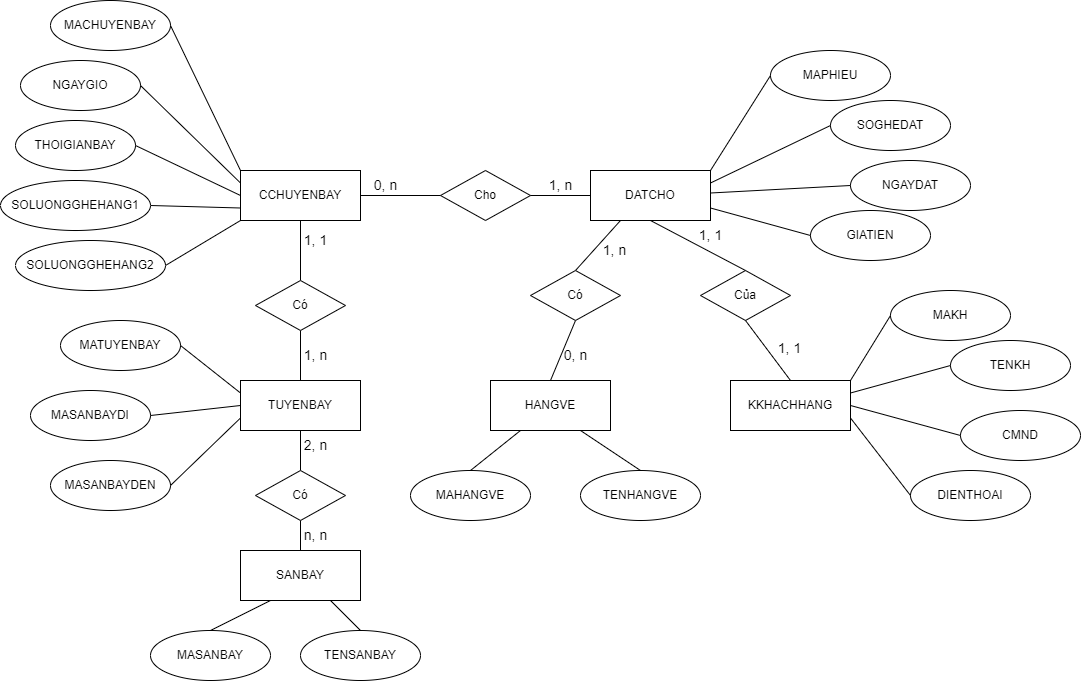 MACHUYENBAY
NGAYGIO
THOIGIANBAY
SOLUONGGHEHANG1
SOLUONGGHEHANG2
CCHUYENBAY
0, n
Cho
1, n
DATCHO
MAPHIEU
SOGHEDAT
NGAYDAT
GIATIEN
1, 1
Có
1, n
1, n
Có
0, n
1, 1
Của
1, 1
MATUYENBAY
MASANBAYDI
MASANBAYDEN
TUYENBAY
HANGVE
MAHANGVE
TENHANGVE
KKHACHHANG
MAKH
TENKH
CMND
DIENTHOAI
2, n
Có
n, n
SANBAY
MASANBAY
TENSANBAY